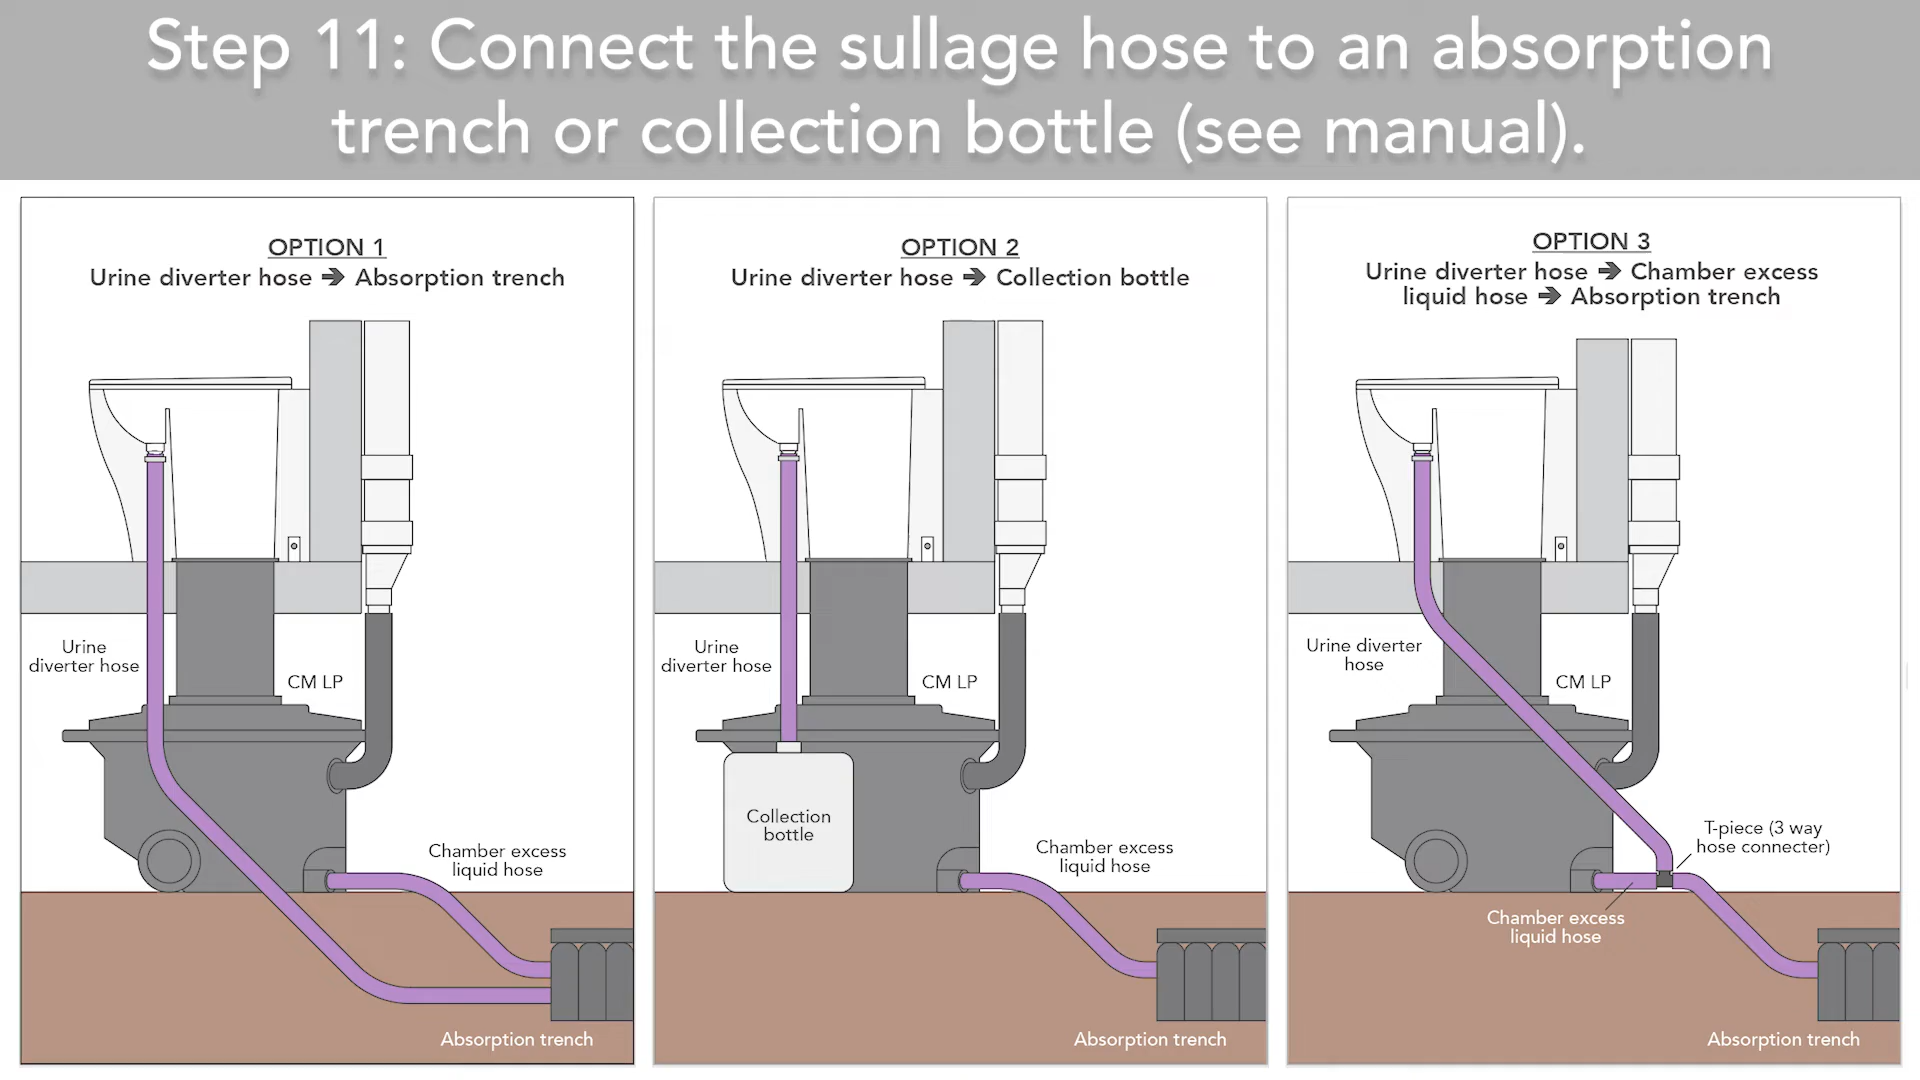 Step 11: Connect the sullage hose to an absorption
trench or collection bottle (see manual).
OPTION 1
Urine diverter hose ➔ Absorption trench
Urine
diverter hose
CM LP
Chamber excess
liquid hose
Absorption trench
OPTION 2
Urine diverter hose ➔ Collection bottle
Urine
diverter hose
CM LP
Collection
bottle
Chamber excess
liquid hose
Absorption trench
OPTION 3
Urine diverter hose ➔ Chamber excess
liquid hose ➔ Absorption trench
Urine diverter
hose
CM LP
T-piece (3 way
hose connecter)
Chamber excess
liquid hose
Absorption trench